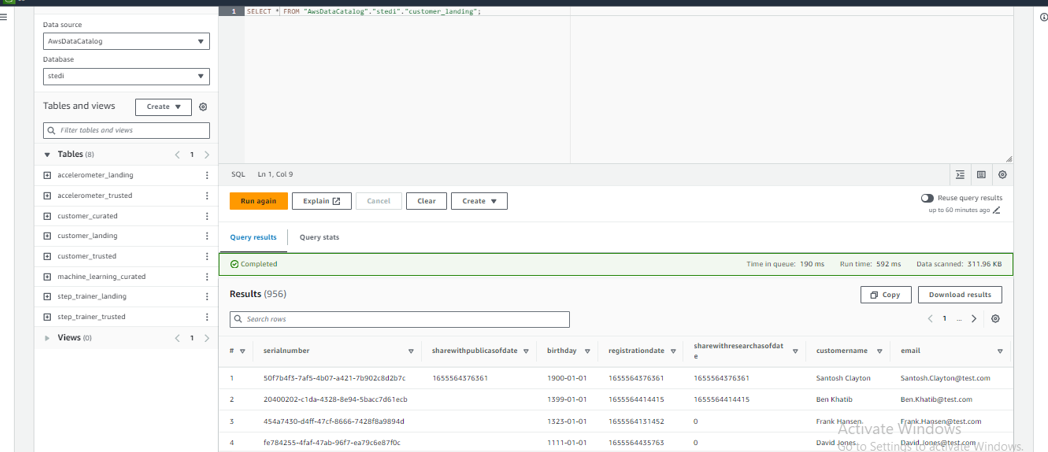 Data source
AwsDataCatalog
Database
stedi
Tables and views
Create
Filter tables and views
Tables (8)
1
accelerometer_landing
accelerometer_trusted
customer_curated
customer_landing
customer_trusted
machine_learning_curated
step_trainer_landing
step_trainer_trusted
Views (0)
1
1 SELECT * FROM "AwsDataCatalog"."stedi"."customer_landing";
SQL Ln 1, Col 9
Run again Explain Cancel Clear Create
Reuse query results
up to 60 minutes ago
Query results Query stats
Completed Time in queue: 190 ms Run time: 592 ms Data scanned: 311.96 KB
Results (956) Copy Download results
Search rows 1 ...
# serialnumber sharewithpublicasofdate birthday registrationdate sharewithresearchasofdat
e customername email
1 50f7b4f3-7af5-4b07-a421-7b902c8d2b7c 1655564376361 1900-01-01 1655564376361 1655564376361 Santosh Clayton Santosh.Clayton@test.com
2 20400202-c1da-4328-8e94-5bacc7d61ecb 1399-01-01 1655564414415 1655564414415 Ben Khatib Ben.Khatib@test.com
3 454a7430-d4ff-47cf-8666-7428f8a9894d 1323-01-01 1655564131452 0 Frank Hansen Frank.Hansen@test.com
4 fe784255-4faf-47ab-96f7-ea79c6e87f0c 1111-01-01 1655564435763 0 David Jones David.Jones@test.com
Activate Windows
Go to Settings to activate Windows.